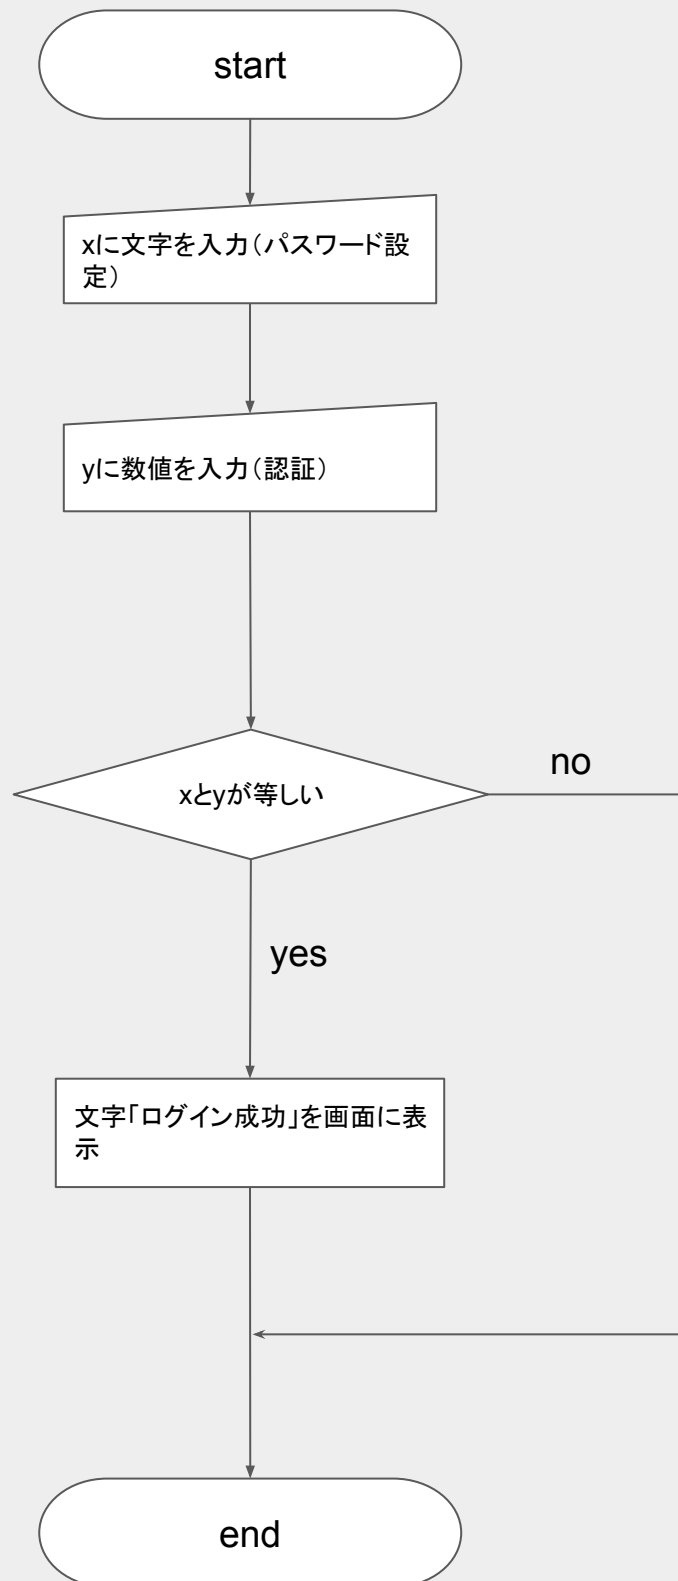 start
xに文字を入力（パスワード設
定）
yに数値を入力（認証）
xとyが等しい
no
yes
文字「ログイン成功」を画面に表
示
end